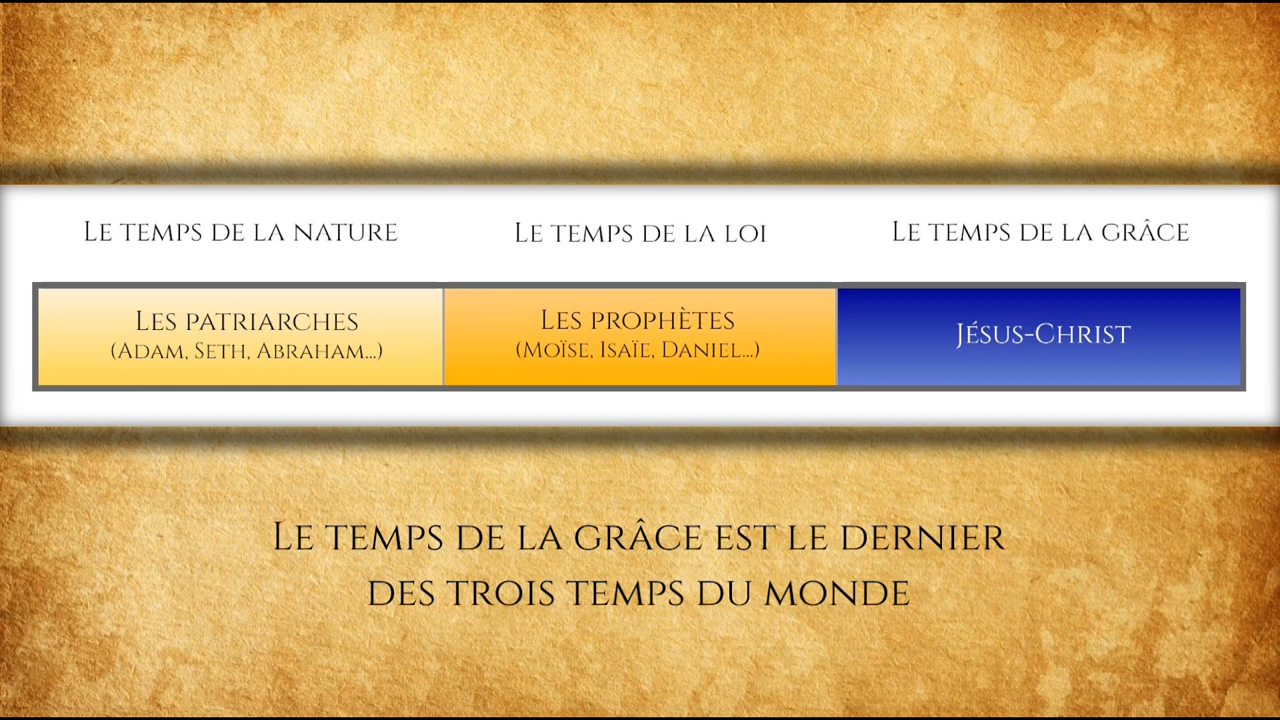 Le temps de la nature
Le temps de la loi
Le temps de la grâce
Les patriarches
(Adam, Seth, Abraham...)
Les prophètes
(Moïse, Isaïe, Daniel...)
Jésus-Christ
Le temps de la grâce est le dernier
des trois temps du monde